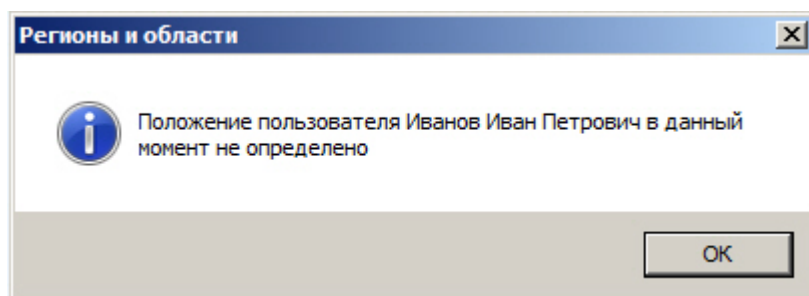 Регионы и области
Положение пользователя Иванов Иван Петрович в данный
момент не определено
OK